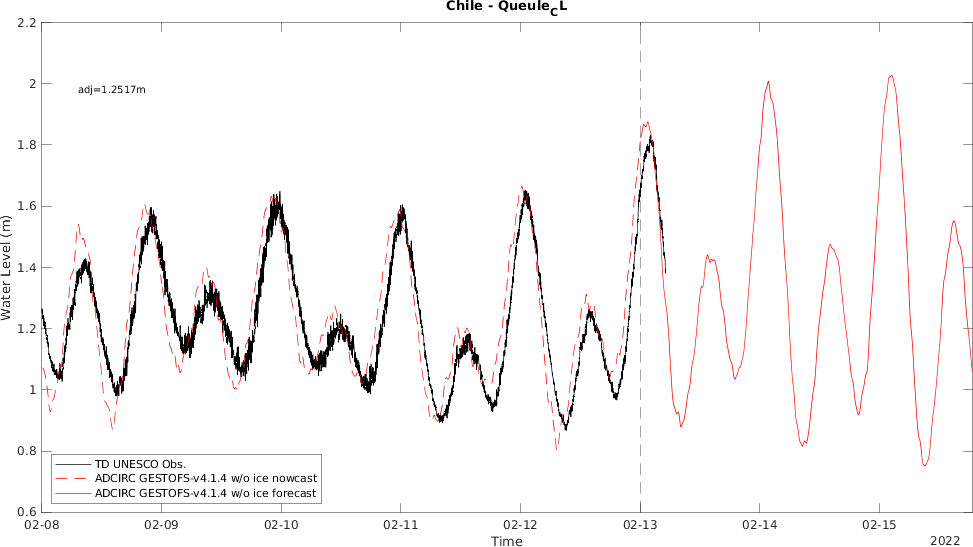 Chile - Queule_CL
2.2
2
1.8
1.6
1.4
1.2
1
0.8
0.6
Water Level (m)
adj=1.2517m
TD UNESCO Obs.
ADCIRC GESTOFS-v4.1.4 w/o ice nowcast
ADCIRC GESTOFS-v4.1.4 w/o ice forecast
02-08 02-09 02-10 02-11 02-12 02-13 02-14 02-15
Time
2022